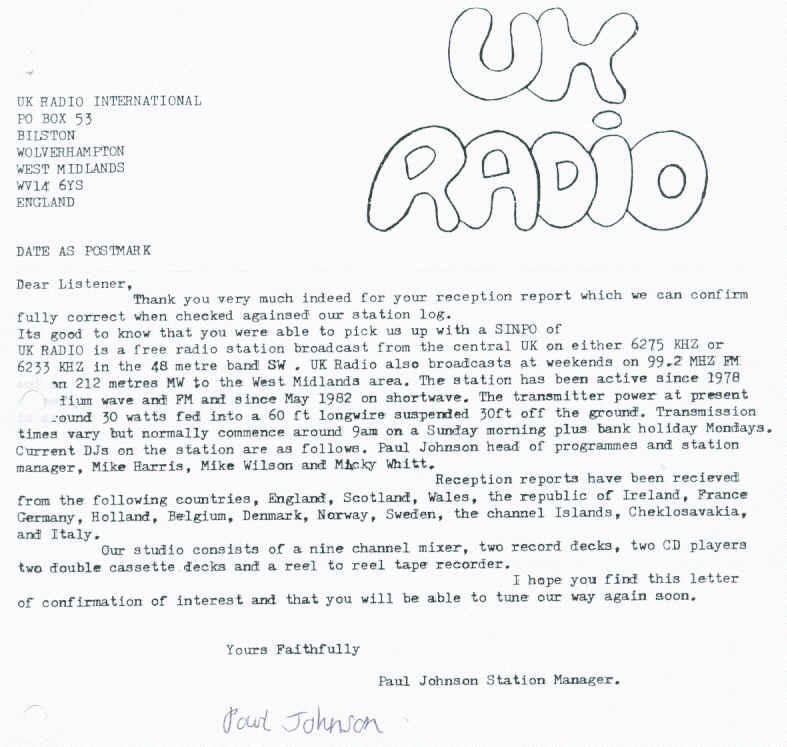 UK
RADIO
UK RADIO INTERNATIONAL
PO BOX 53
BILSTON
WOLVERHAMPTON
WEST MIDLANDS
WV14 6YS
ENGLAND
DATE AS POSTMARK
Dear Listener,
Thank you very much indeed for your reception report which we can confirm
fully correct when checked againsed our station log.
Its good to know that you were able to pick us up with a SINPO of
UK RADIO is a free radio station broadcast from the central UK on either 6275 KHZ or
6233 KHZ in the 48 metre band SW . UK Radio also broadcasts at weekends on 99.2 MHZ FM
on 212 metres MW to the West Midlands area. The station has been active since 1978
dium wave and FM and since May 1982 on shortwave. The transmitter power at present
round 30 watts fed into a 60 ft longwire suspended 30ft off the ground. Transmission
times vary but normally commence around 9am on a Sunday morning plus bank holiday Mondays.
Current DJs on the station are as follows. Paul Johnson head of programmes and station
manager, Mike Harris, Mike Wilson and Micky Whitt.
Reception reports have been recieved
from the following countries, England, Scotland, Wales, the republic of Ireland, France
Germany, Holland, Belgium, Denmark, Norway, Sweden, the channel Islands, Cheklosavakia,
and Italy.
Our studio consists of a nine channel mixer, two record decks, two CD players
two double cassette decks and a reel to reel tape recorder.
I hope you find this letter
of confirmation of interest and that you will be able to tune our way again soon.
Yours Faithfully
Paul Johnson Station Manager.
Paul Johnson